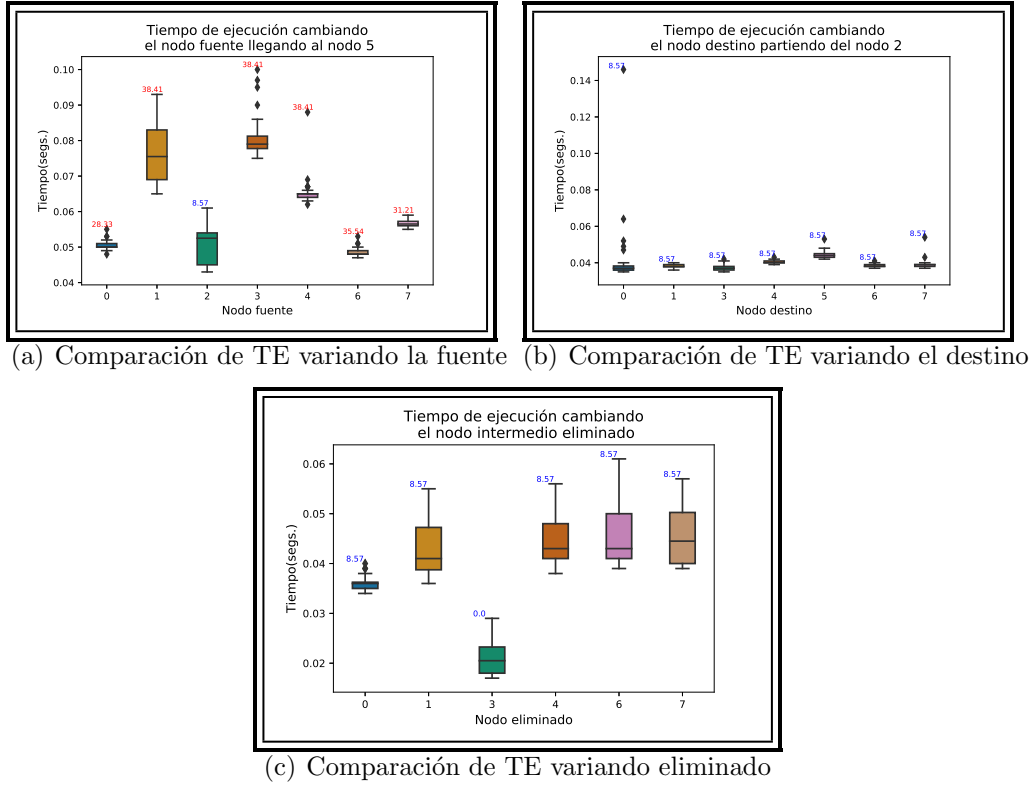 Tiempo de ejecución cambiando
el nodo fuente llegando al nodo 5
Tiempo(segs.)
0.10
0.09
0.08
0.07
0.06
0.05
0.04
28.33
38.41
8.57
38.41
38.41
35.54
31.21
0 1 2 3 4 6 7
Nodo fuente
(a) Comparación de TE variando la fuente
Tiempo de ejecución cambiando
el nodo destino partiendo del nodo 2
Tiempo(segs.)
0.14
0.12
0.10
0.08
0.06
0.04
8.57
8.57
8.57
8.57
8.57
8.57
8.57
0 1 3 4 5 6 7
Nodo destino
(b) Comparación de TE variando el destino
Tiempo de ejecución cambiando
el nodo intermedio eliminado
Tiempo(segs.)
0.06
0.05
0.04
0.03
0.02
8.57
8.57
0.0
8.57
8.57
8.57
0 1 3 4 6 7
Nodo eliminado
(c) Comparación de TE variando eliminado